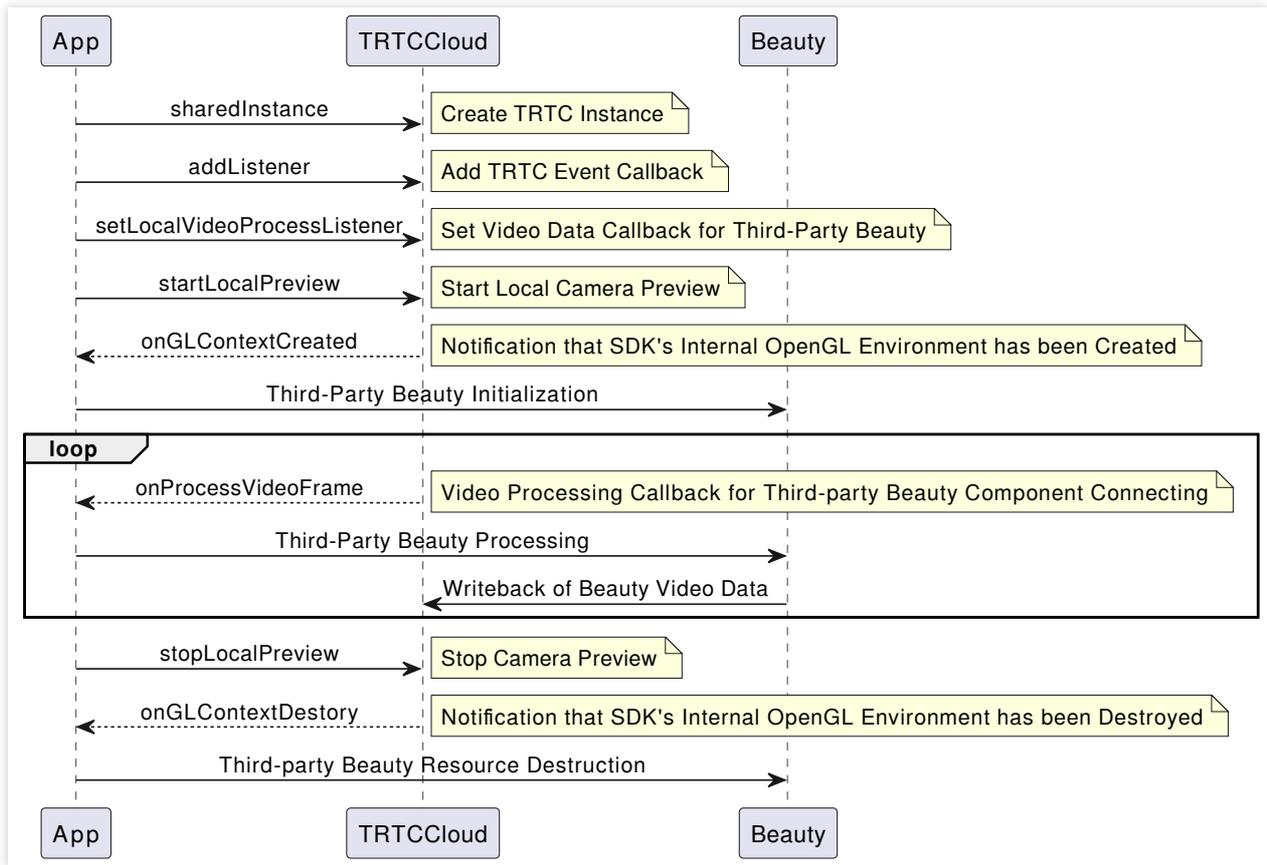 App TRTCCloud Beauty
sharedInstance Create TRTC Instance
addListener Add TRTC Event Callback
setLocalVideoProcessListener Set Video Data Callback for Third-Party Beauty
startLocalPreview Start Local Camera Preview
onGLContextCreated Notification that SDK's Internal OpenGL Environment has been Created
Third-Party Beauty Initialization
loop
onProcessVideoFrame Video Processing Callback for Third-party Beauty Component Connecting
Third-Party Beauty Processing
Writeback of Beauty Video Data
stopLocalPreview Stop Camera Preview
onGLContextDestory Notification that SDK's Internal OpenGL Environment has been Destroyed
Third-party Beauty Resource Destruction
App TRTCCloud Beauty